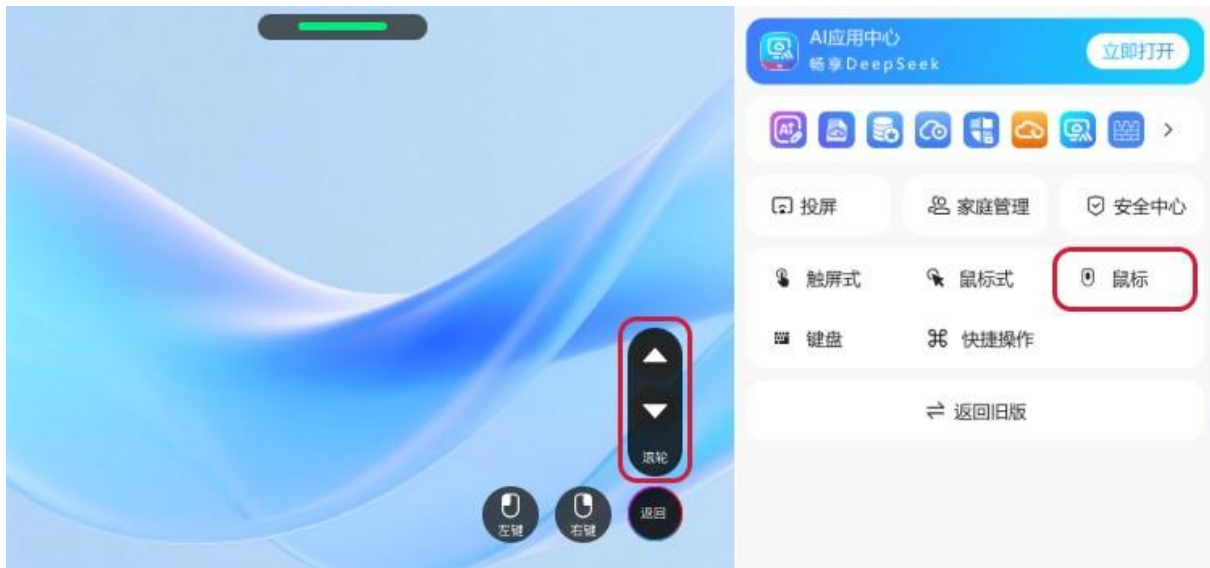 滚轮
左键
右键
返回
AI应用中心
畅享DeepSeek
立即打开
投屏
家庭管理
安全中心
触屏式
鼠标式
鼠标
键盘
快捷操作
返回旧版